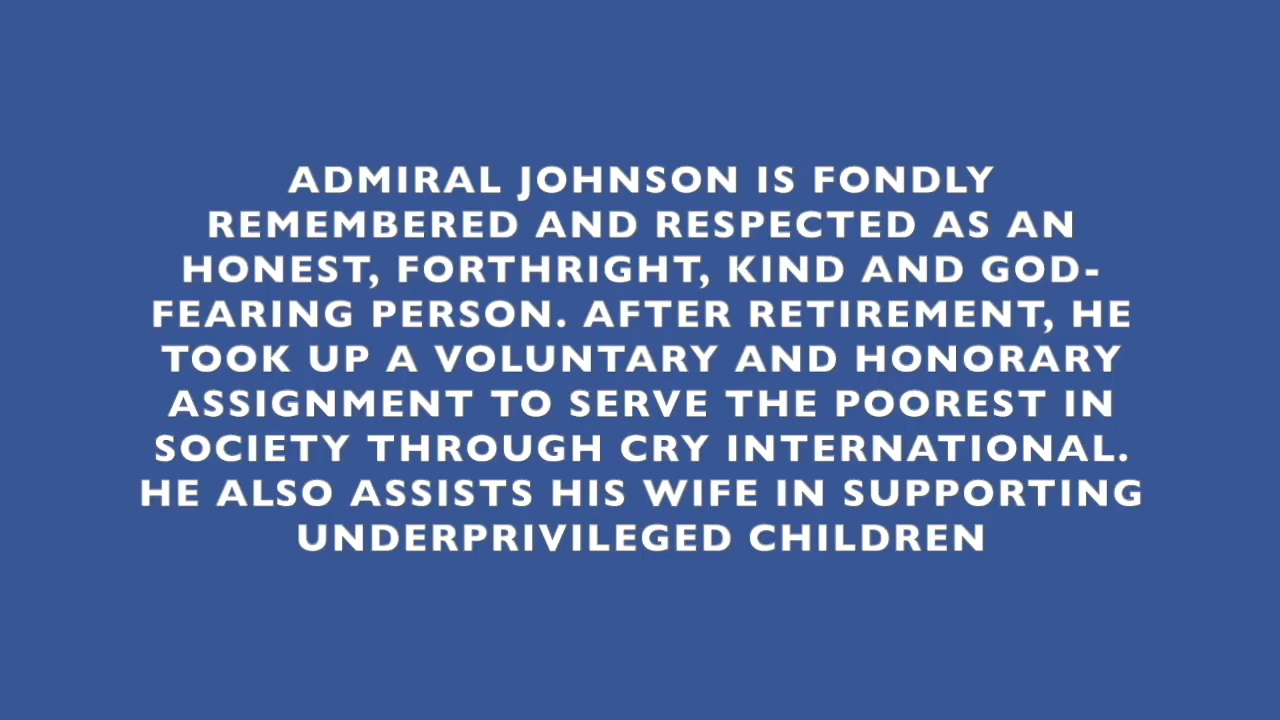 ADMIRAL JOHNSON IS FONDLY
REMEMBERED AND RESPECTED AS AN
HONEST, FORTHRIGHT, KIND AND GOD-
FEARING PERSON. AFTER RETIREMENT, HE
TOOK UP A VOLUNTARY AND HONORARY
ASSIGNMENT TO SERVE THE POOREST IN
SOCIETY THROUGH CRY INTERNATIONAL.
HE ALSO ASSISTS HIS WIFE IN SUPPORTING
UNDERPRIVILEGED CHILDREN